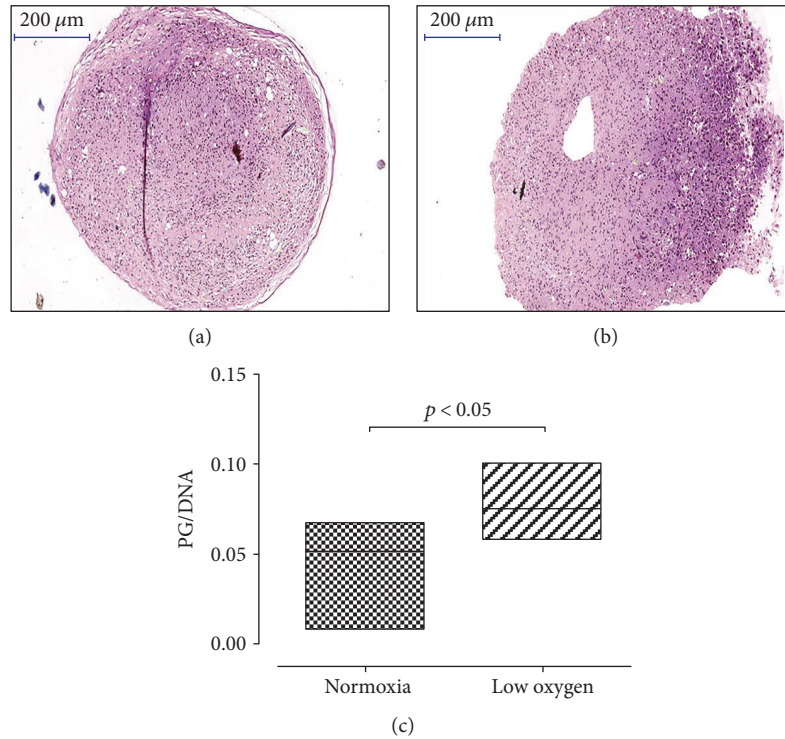 200 μm
200 μm
(a)
(b)
0.15
p < 0.05
0.10
PG/DNA
0.05
0.00
Normoxia
Low oxygen
(c)